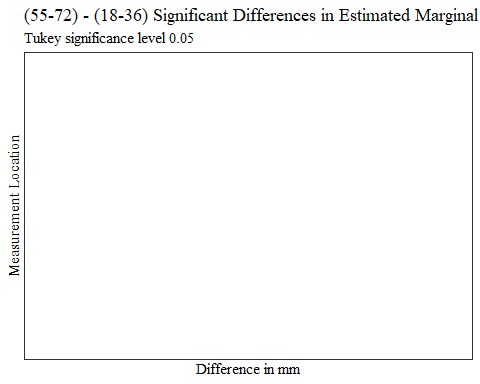 (55-72) - (18-36) Significant Differences in Estimated Marginal
Tukey significance level 0.05
Measurement Location
Difference in mm